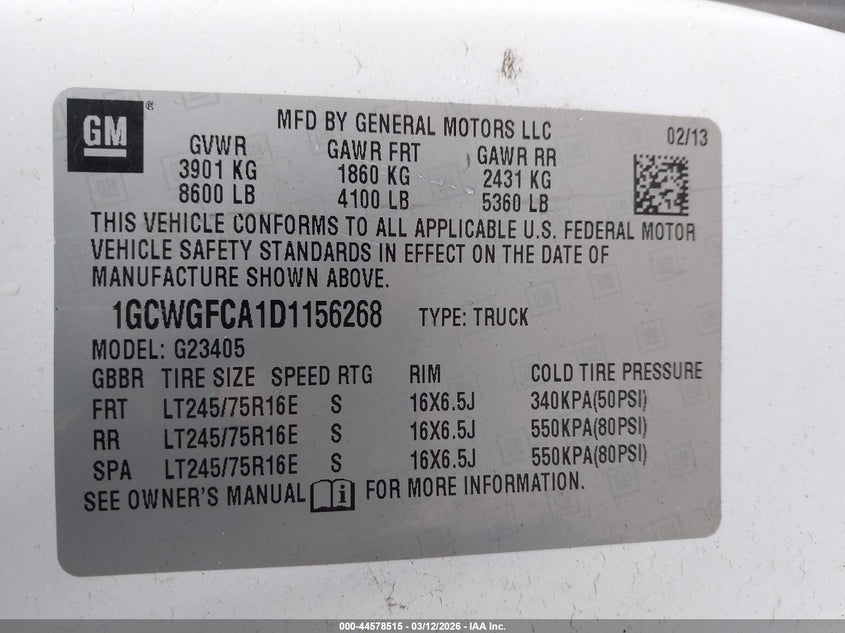 GM ®
MFD BY GENERAL MOTORS LLC
02/13
GVWR GAWR FRT GAWR RR
3901 KG 1860 KG 2431 KG
8600 LB 4100 LB 5360 LB
THIS VEHICLE CONFORMS TO ALL APPLICABLE U.S. FEDERAL MOTOR
VEHICLE SAFETY STANDARDS IN EFFECT ON THE DATE OF
MANUFACTURE SHOWN ABOVE.
1GCWGFCA1D1156268 TYPE: TRUCK
MODEL: G23405
GBBR TIRE SIZE SPEED RTG RIM COLD TIRE PRESSURE
FRT LT245/75R16E S 16X6.5J 340KPA(50PSI)
RR LT245/75R16E S 16X6.5J 550KPA(80PSI)
SPA LT245/75R16E S 16X6.5J 550KPA(80PSI)
SEE OWNER'S MANUAL i FOR MORE INFORMATION.
000-44578515 - 03/12/2026 - IAA Inc.